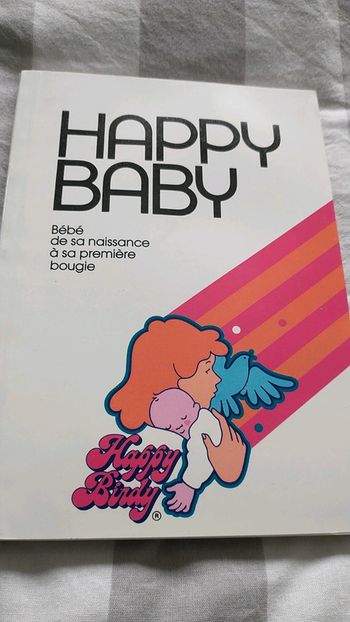 HAPPY
BABY
Bébé
de sa naissance
à sa première
bougie
Happy
Birdy
®